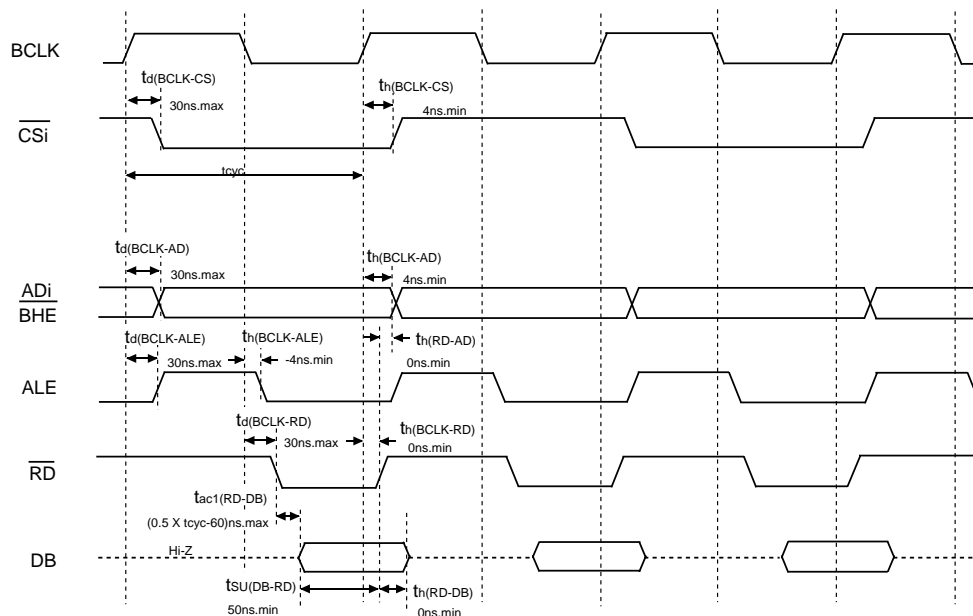 BCLK
td(BCLK-CS)
30ns.max
th(BCLK-CS)
4ns.min
CSi
tcyc
td(BCLK-AD)
30ns.max
th(BCLK-AD)
4ns.min
ADi
BHE
td(BCLK-ALE)
30ns.max
th(BCLK-ALE)
-4ns.min
th(RD-AD)
0ns.min
ALE
td(BCLK-RD)
30ns.max
th(BCLK-RD)
0ns.min
RD
tac1(RD-DB)
(0.5 X tcyc-60)ns.max
Hi-Z
DB
tSU(DB-RD)
50ns.min
th(RD-DB)
0ns.min